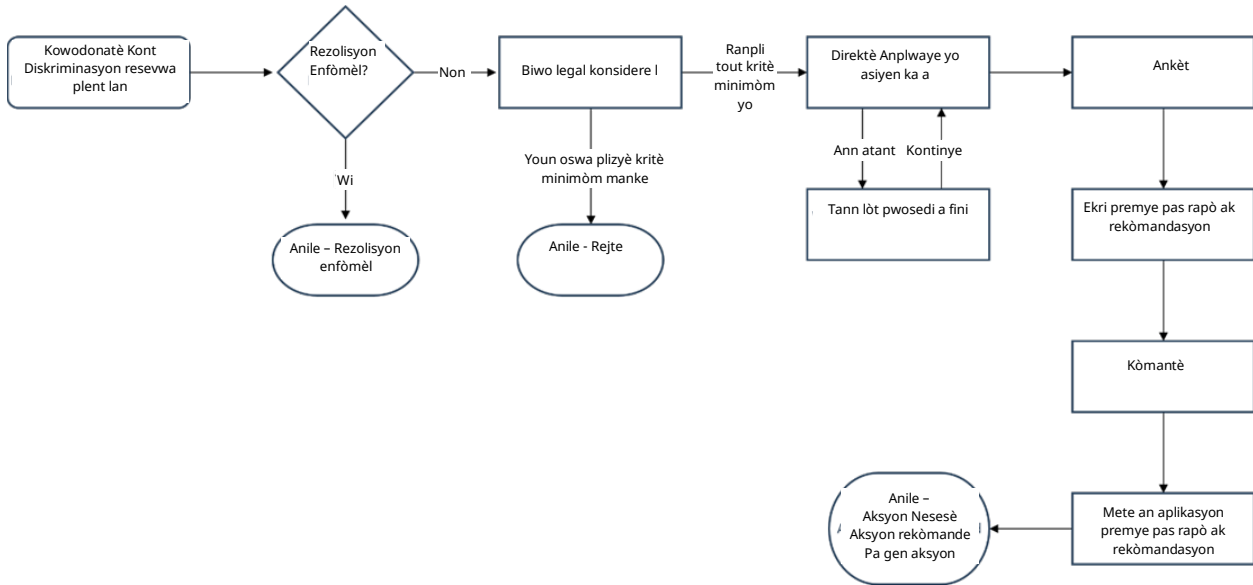 Kowodonatè Kont
Diskriminasyon resevwa
plent lan
Rezolisyon
Enfòmèl?
Non
Wi
Anile – Rezolisyon
enfòmèl
Biwo legal konsidere l
Youn oswa plizyè kritè
minimòm manke
Anile - Rejte
Ranpli
tout kritè
minimòm
yo
Direktè Anplwaye yo
asiyen ka a
Ann atant
Kontinye
Tann lòt pwosedi a fini
Ankèt
Ekri premye pas rapò ak
rekòmandasyon
Kòmantè
Mete an aplikasyon
premye pas rapò ak
rekòmandasyon
Anile –
Aksyon Nesesè
Aksyon rekòmande
Pa gen aksyon